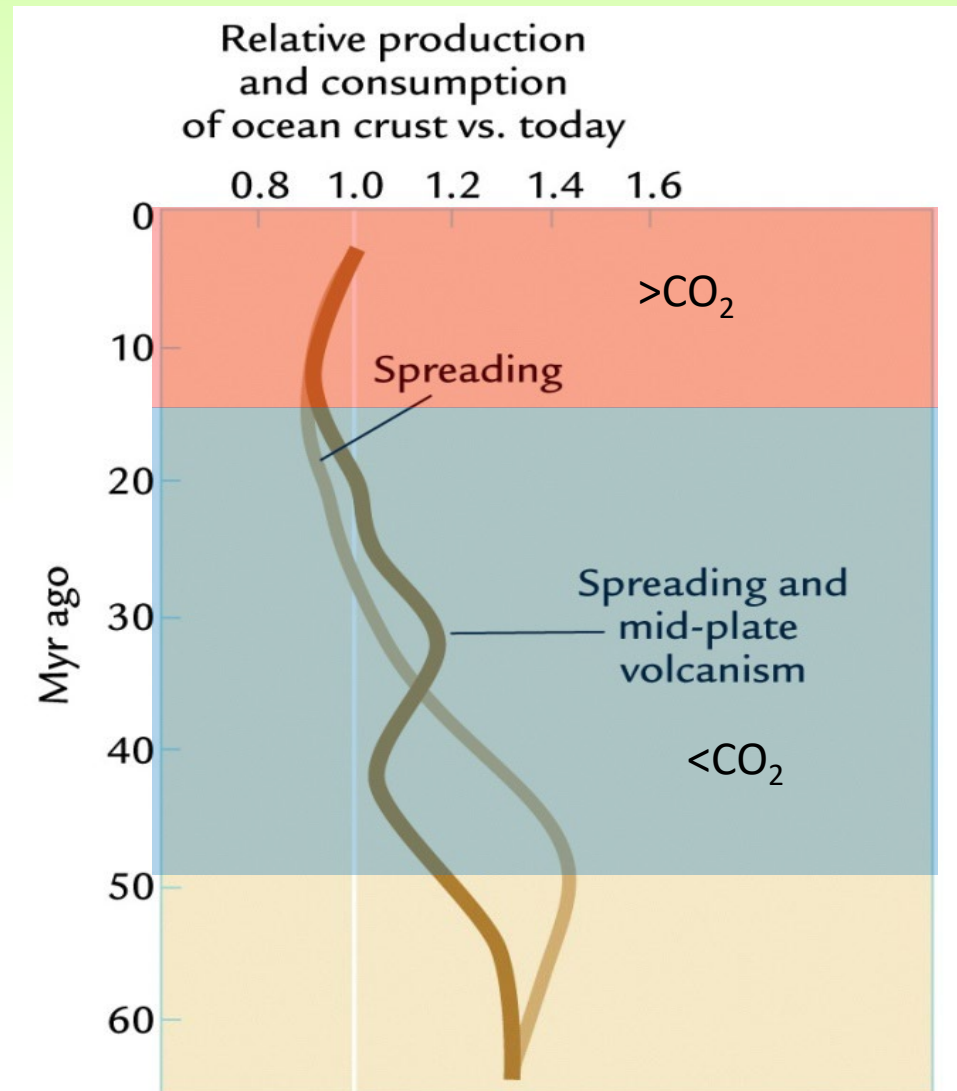 Relative production
and consumption
of ocean crust vs. today
0.8 1.0 1.2 1.4 1.6
0
>CO₂
10
Spreading
20
Spreading and
30
mid-plate
volcanism
Myr ago
40
<CO₂
50
60